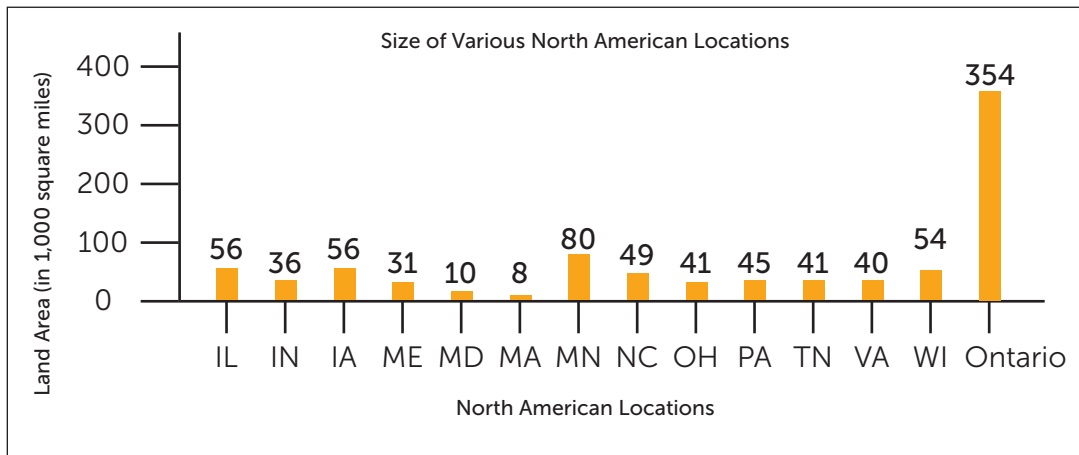 Size of Various North American Locations
Land Area (in 1,000 square miles)
400
300
200
100
0
56 36 56 31 10 8 80 49 41 45 41 40 54 354
IL IN IA ME MD MA MN NC OH PA TN VA WI Ontario
North American Locations